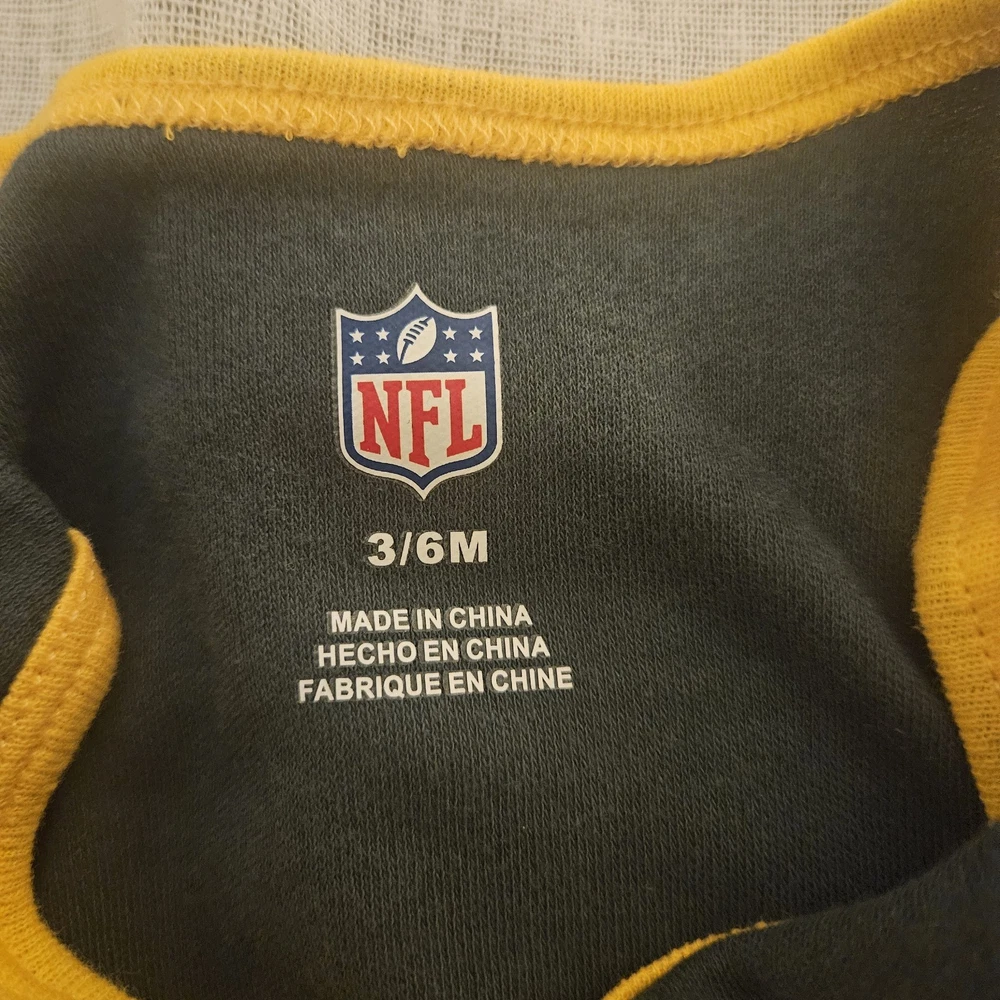 NFL
3/6M
MADE IN CHINA
HECHO EN CHINA
FABRIQUE EN CHINE